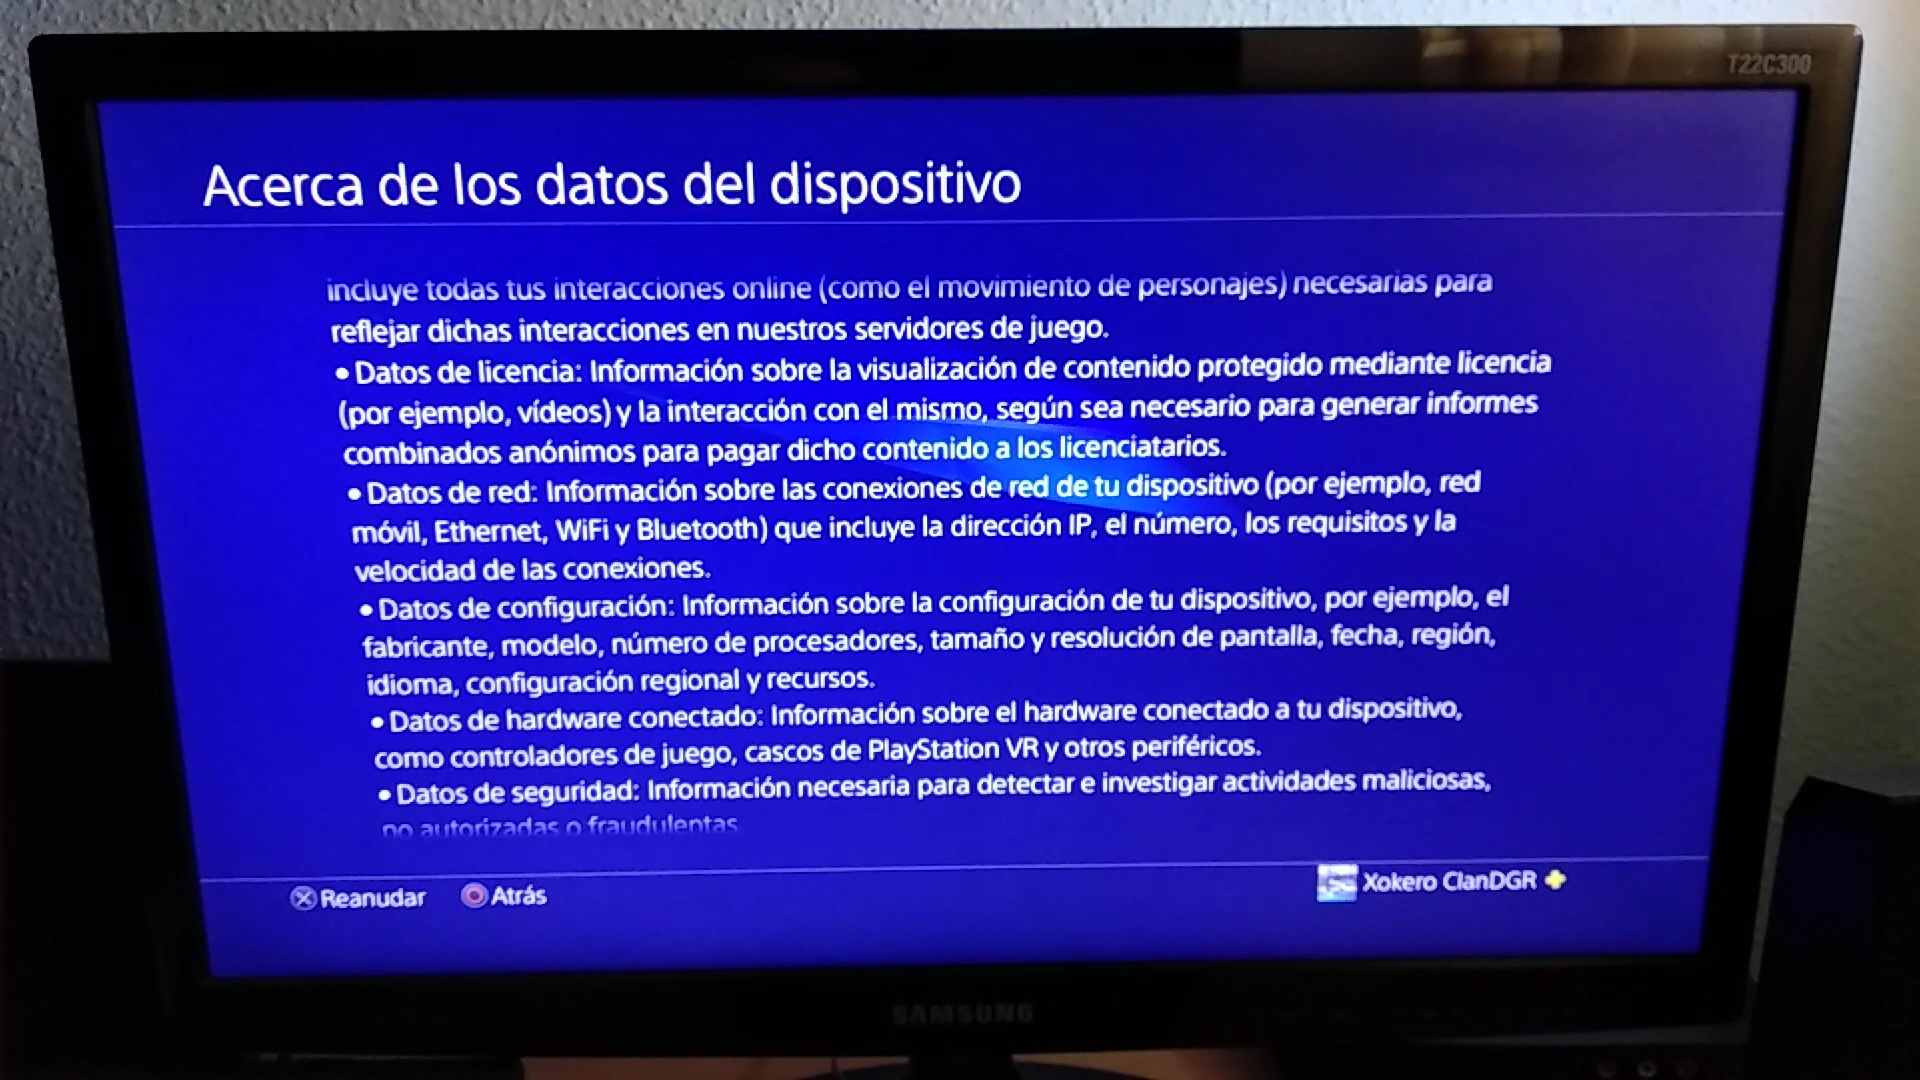 T22C300
Acerca de los datos del dispositivo
incluye todas tus interacciones online (como el movimiento de personajes) necesarias para
reflejar dichas interacciones en nuestros servidores de juego.
• Datos de licencia: Información sobre la visualización de contenido protegido mediante licencia
(por ejemplo, vídeos) y la interacción con el mismo, según sea necesario para generar informes
combinados anónimos para pagar dicho contenido a los licenciatarios.
• Datos de red: Información sobre las conexiones de red de tu dispositivo (por ejemplo, red
móvil, Ethernet, WiFi y Bluetooth) que incluye la dirección IP, el número, los requisitos y la
velocidad de las conexiones.
• Datos de configuración: Información sobre la configuración de tu dispositivo, por ejemplo, el
fabricante, modelo, número de procesadores, tamaño y resolución de pantalla, fecha, región,
idioma, configuración regional y recursos.
• Datos de hardware conectado: Información sobre el hardware conectado a tu dispositivo,
como controladores de juego, cascos de PlayStation VR y otros periféricos.
• Datos de seguridad: Información necesaria para detectar e investigar actividades maliciosas,
no autorizadas o fraudulentas
Reanudar Atrás Xokero ClanDGR
SAMSUNG